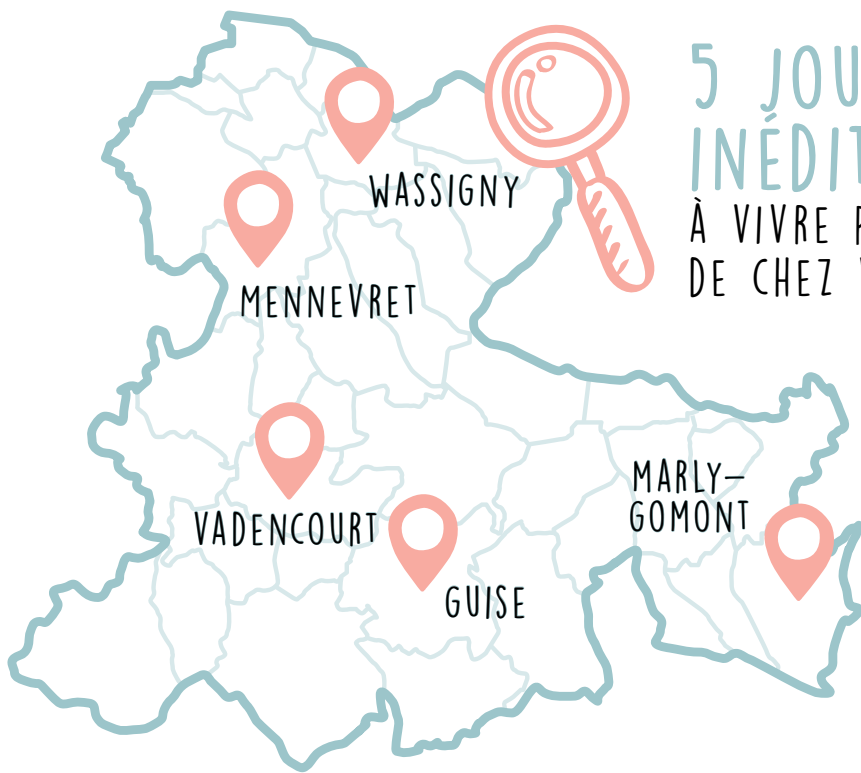 5 JOU
INÉDIT
À VIVRE
DE CHEZ
WASSIGNY
MENNEVRET
VADENCOURT
GUISE
MARLY-
GOMONT